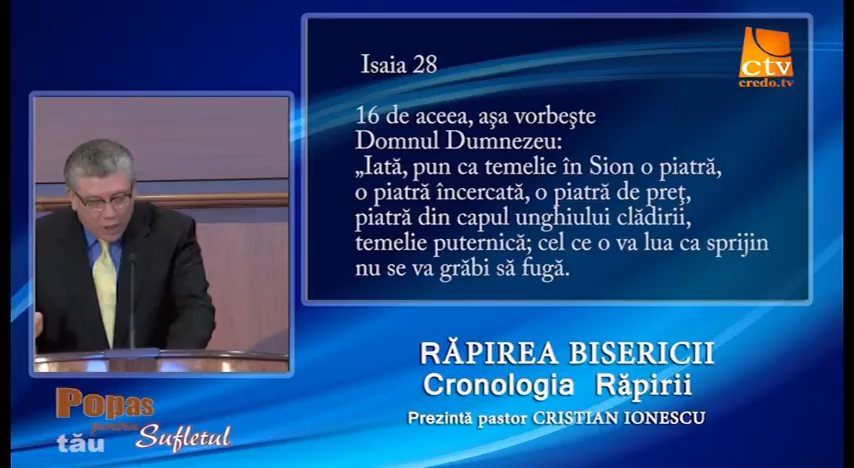 Isaia 28
16 de aceea, aşa vorbeşte
Domnul Dumnezeu:
„Iată, pun ca temelie în Sion o piatră,
o piatră încercată, o piatră de preţ,
piatră din capul unghiului clădirii,
temelie puternică; cel ce o va lua ca sprijin
nu se va grăbi să fugă.
ctv
credo.tv
RĂPIREA BISERICII
Cronologia Răpirii
Prezintă pastor CRISTIAN IONESCU
Popas
pentru
tău Sufletul